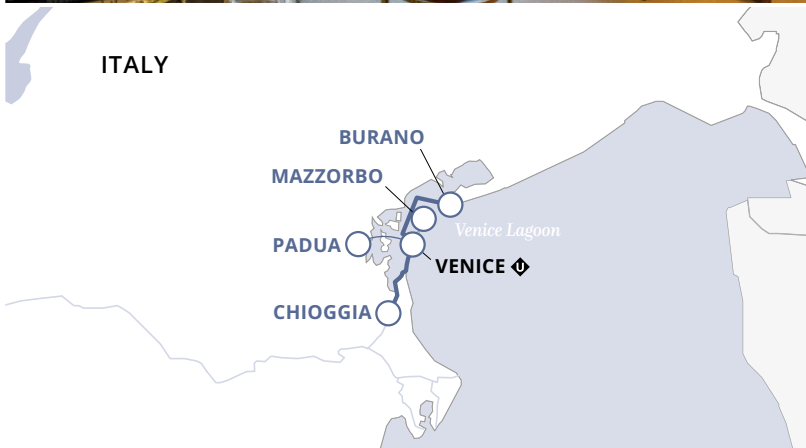 ITALY
BURANO
MAZZORBO
Venice Lagoon
PADUA
VENICE U
CHIOGGIA